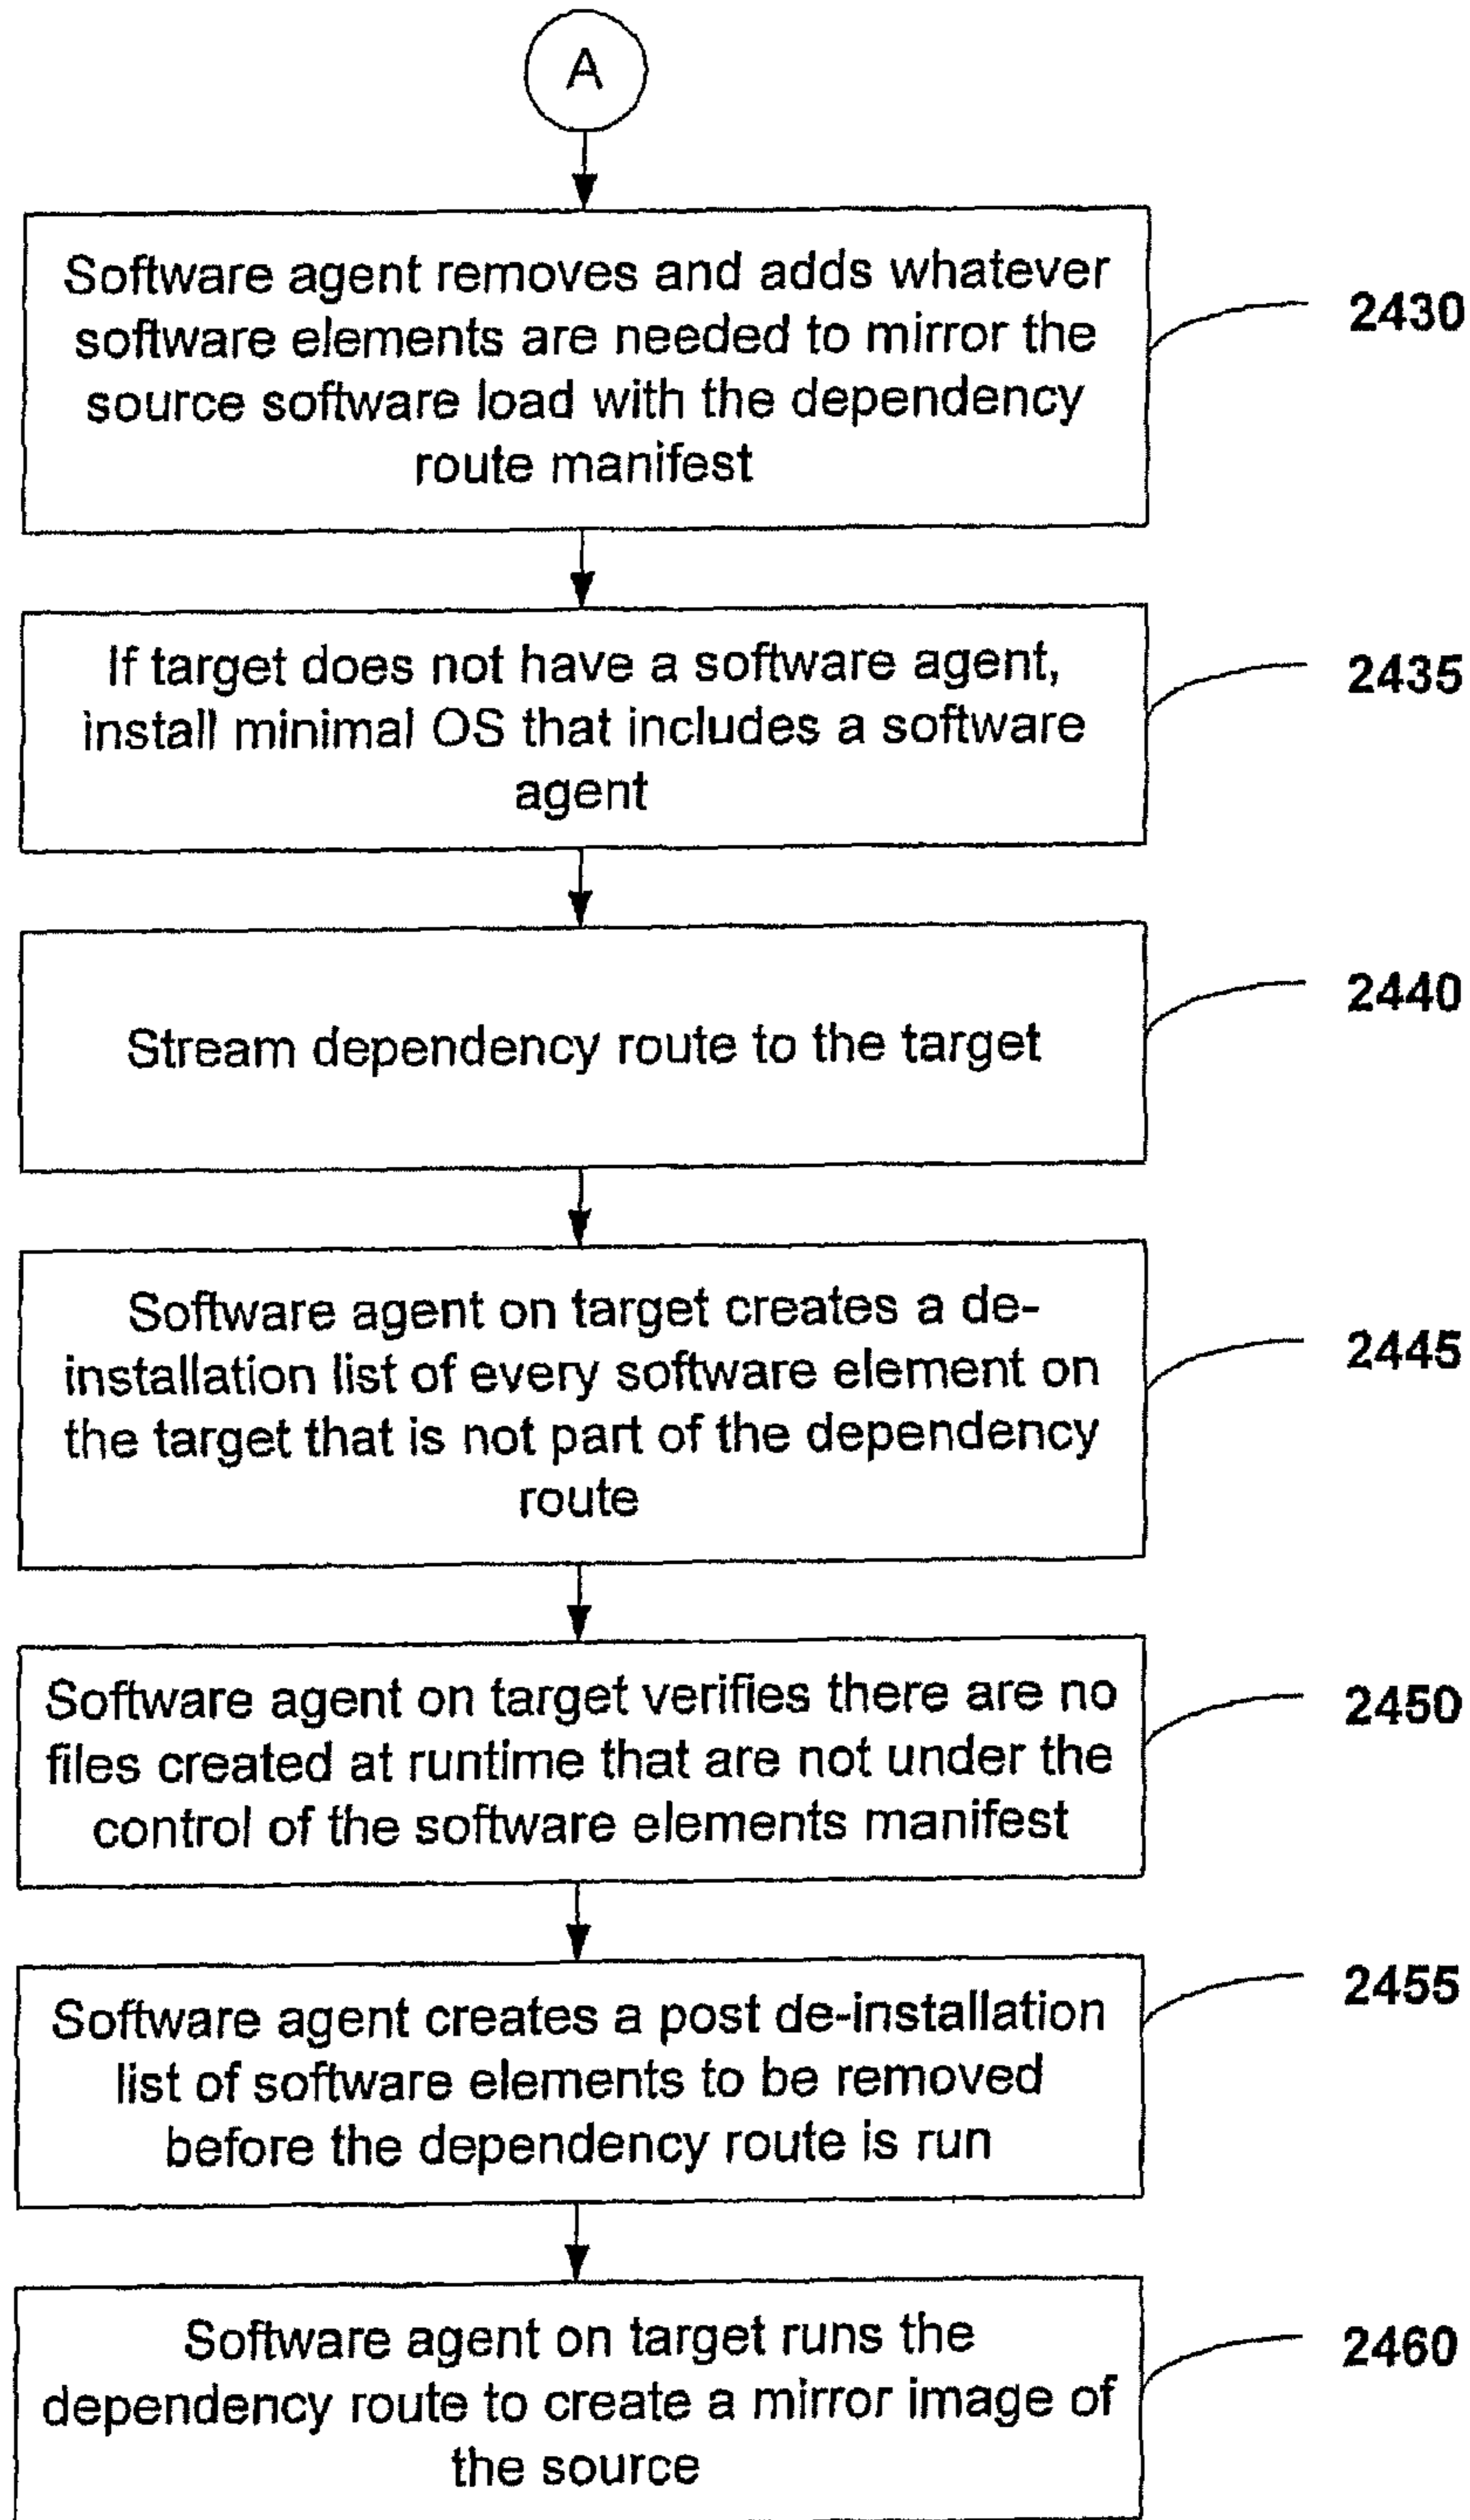 A
Software agent removes and adds whatever
software elements are needed to mirror the
source software load with the dependency
route manifest
2430
If target does not have a software agent,
install minimal OS that includes a software
agent
2435
Stream dependency route to the target
2440
Software agent on target creates a de-
installation list of every software element on
the target that is not part of the dependency
route
2445
Software agent on target verifies there are no
files created at runtime that are not under the
control of the software elements manifest
2450
Software agent creates a post de-installation
list of software elements to be removed
before the dependency route is run
2455
Software agent on target runs the
dependency route to create a mirror image of
the source
2460